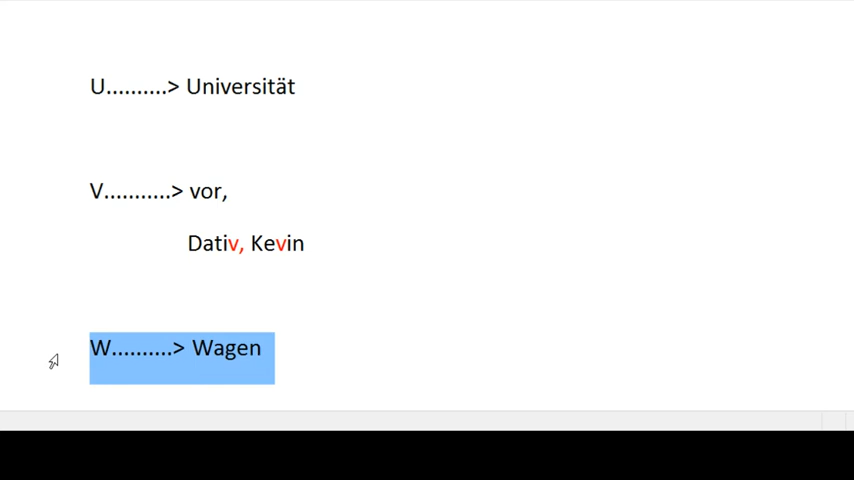 U..........> Universität
V...........> vor,
Dativ, Kevin
W..........> Wagen